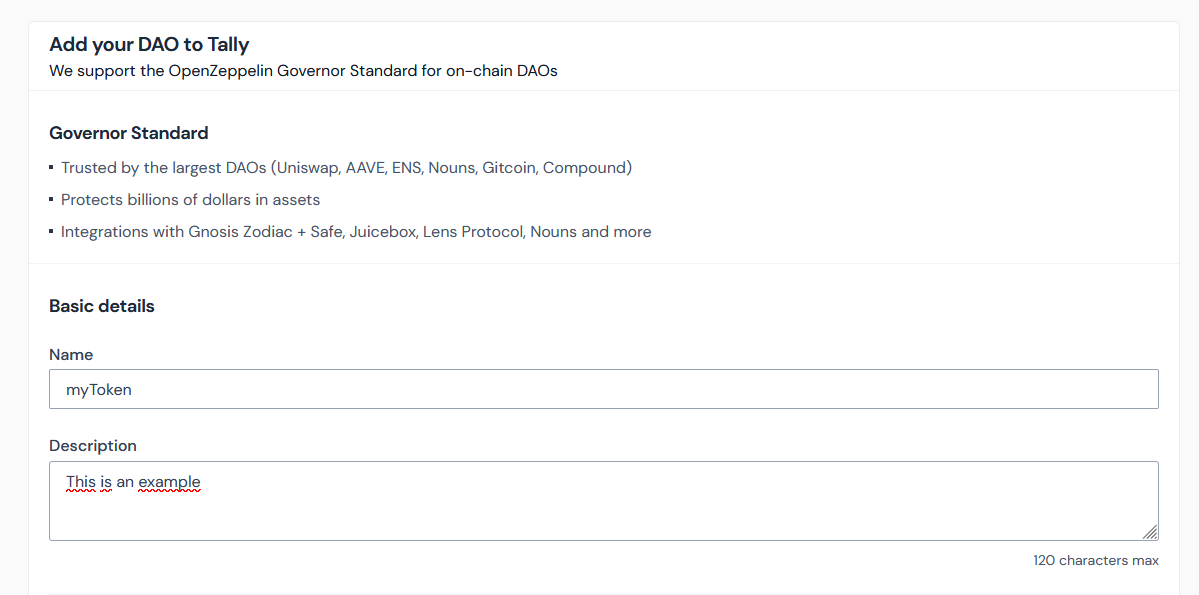 Add your DAO to Tally
We support the OpenZeppelin Governor Standard for on-chain DAOs
Governor Standard
▪ Trusted by the largest DAOs (Uniswap, AAVE, ENS, Nouns, Gitcoin, Compound)
▪ Protects billions of dollars in assets
▪ Integrations with Gnosis Zodiac + Safe, Juicebox, Lens Protocol, Nouns and more
Basic details
Name
myToken
Description
This is an example
120 characters max